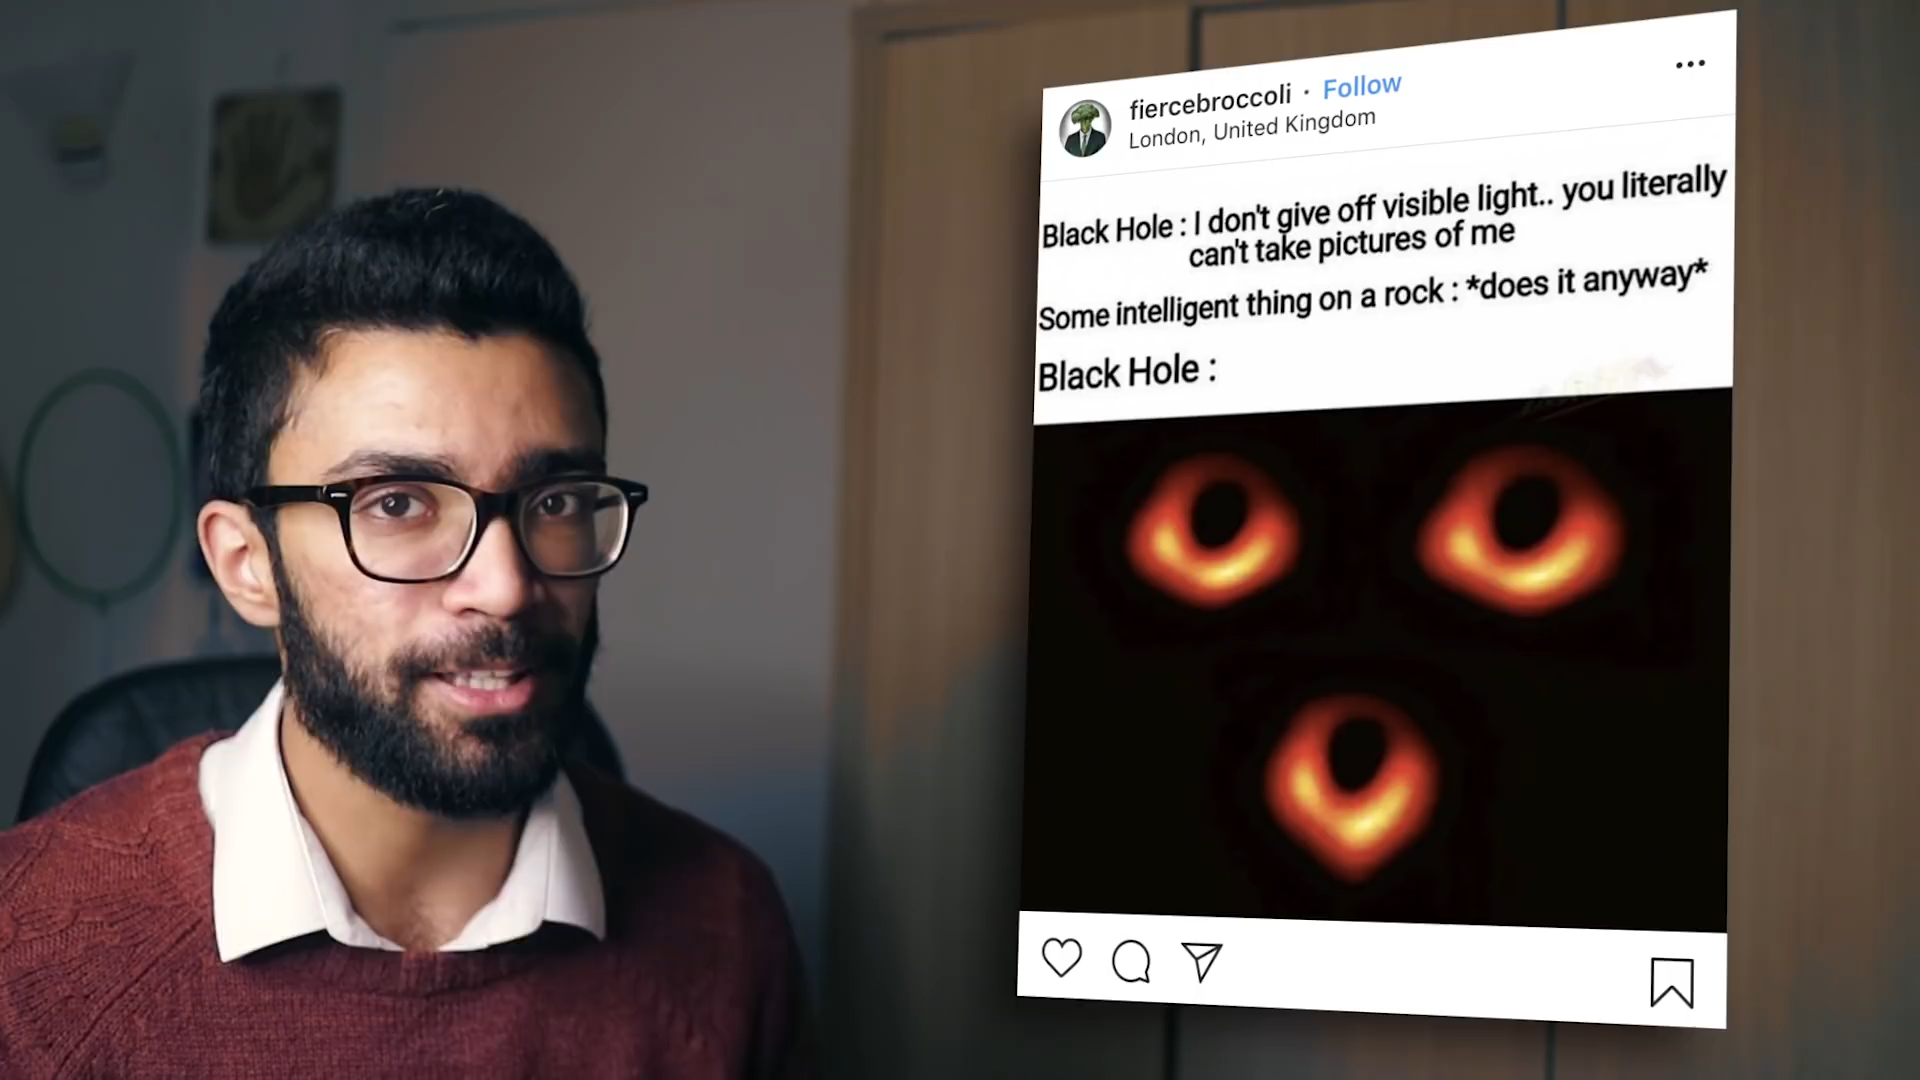 fiercebroccoli · Follow
London, United Kingdom
Black Hole : I don't give off visible light.. you literally
can't take pictures of me
Some intelligent thing on a rock : *does it anyway*
Black Hole :